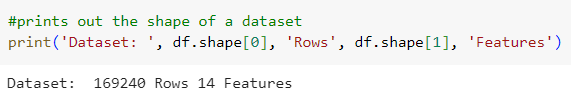 #prints out the shape of a dataset
print('Dataset: ', df.shape[0], 'Rows', df.shape[1], 'Features')
Dataset:  169240 Rows 14 Features